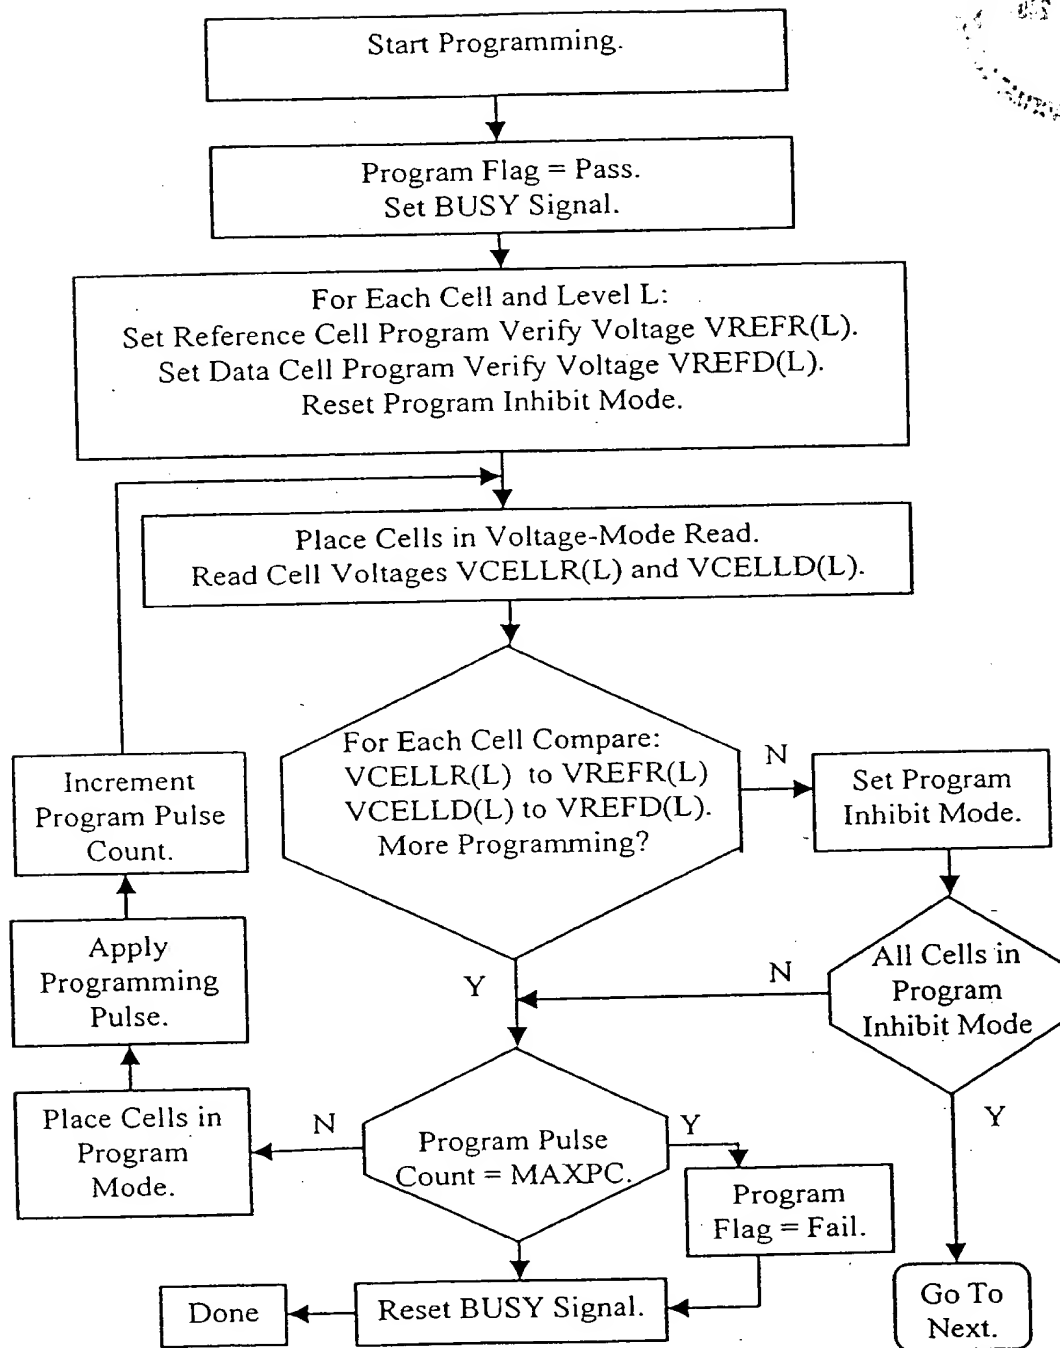 Start Programming.
Program Flag = Pass.
Set BUSY Signal.
For Each Cell and Level L:
Set Reference Cell Program Verify Voltage VREFR(L).
Set Data Cell Program Verify Voltage VREFD(L).
Reset Program Inhibit Mode.
Place Cells in Voltage-Mode Read.
Read Cell Voltages VCELLR(L) and VCELLD(L).
For Each Cell Compare:
VCELLR(L) to VREFR(L)
VCELLD(L) to VREFD(L).
More Programming?
N
Set Program
Inhibit Mode.
Increment
Program Pulse
Count.
Apply
Programming
Pulse.
Y
N
All Cells in
Program
Inhibit Mode
Place Cells in
Program
Mode.
N
Program Pulse
Count = MAXPC.
Y
Y
Program
Flag = Fail.
Done
Reset BUSY Signal.
Go To
Next.